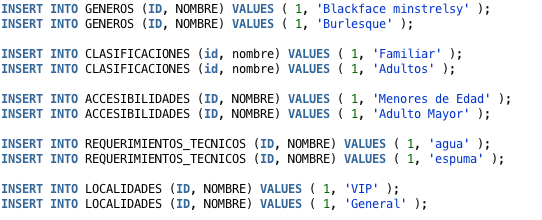 INSERT INTO GENEROS (ID, NOMBRE) VALUES ( 1, 'Blackface minstrelsy' );
INSERT INTO GENEROS (ID, NOMBRE) VALUES ( 1, 'Burlesque' );
INSERT INTO CLASIFICACIONES (id, nombre) VALUES ( 1, 'Familiar' );
INSERT INTO CLASIFICACIONES (id, nombre) VALUES ( 1, 'Adultos' );
INSERT INTO ACCESIBILIDADES (ID, NOMBRE) VALUES ( 1, 'Menores de Edad' );
INSERT INTO ACCESIBILIDADES (ID, NOMBRE) VALUES ( 1, 'Adulto Mayor' );
INSERT INTO REQUERIMIENTOS_TECNICOS (ID, NOMBRE) VALUES ( 1, 'agua' );
INSERT INTO REQUERIMIENTOS_TECNICOS (ID, NOMBRE) VALUES ( 1, 'espuma' );
INSERT INTO LOCALIDADES (ID, NOMBRE) VALUES ( 1, 'VIP' );
INSERT INTO LOCALIDADES (ID, NOMBRE) VALUES ( 1, 'General' );